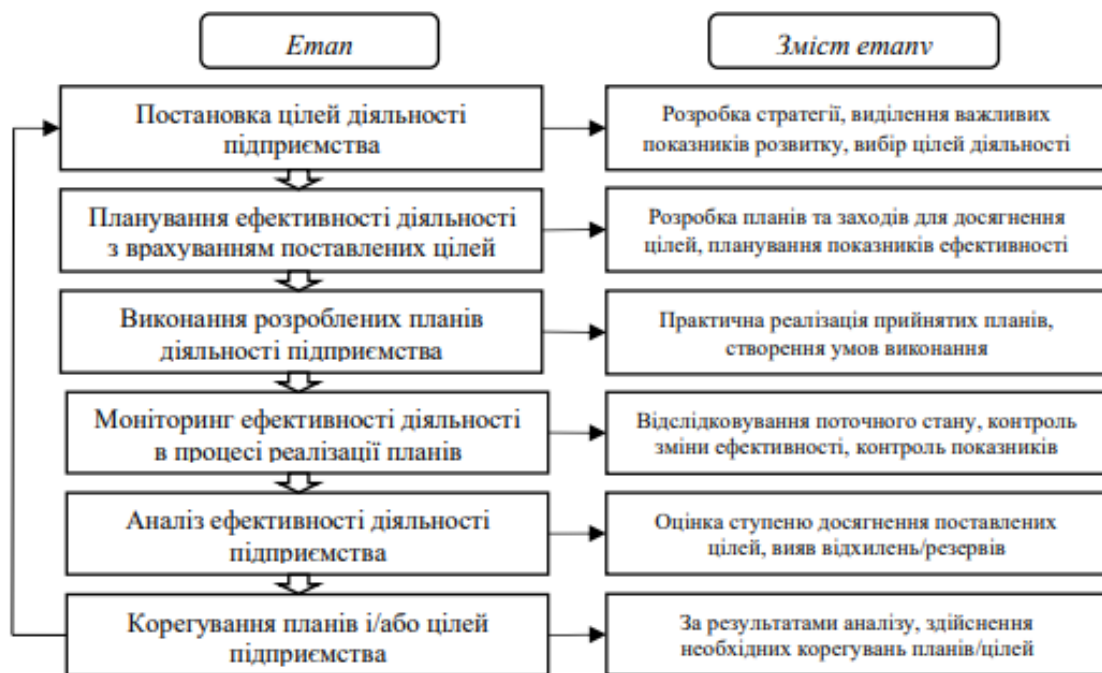 Етап
Зміст етапу
Постановка цілей діяльності
підприємства
Розробка стратегії, виділення важливих
показників розвитку, вибір цілей діяльності
Планування ефективності діяльності
з врахуванням поставлених цілей
Розробка планів та заходів для досягнення
цілей, планування показників ефективності
Виконання розроблених планів
діяльності підприємства
Практична реалізація прийнятих планів,
створення умов виконання
Моніторинг ефективності діяльності
в процесі реалізації планів
Відслідковування поточного стану, контроль
зміни ефективності, контроль показників
Аналіз ефективності діяльності
підприємства
Оцінка ступеню досягнення поставлених
цілей, вияв відхилень/резервів
Корегування планів і/або цілей
підприємства
За результатами аналізу, здійснення
необхідних корегувань планів/цілей